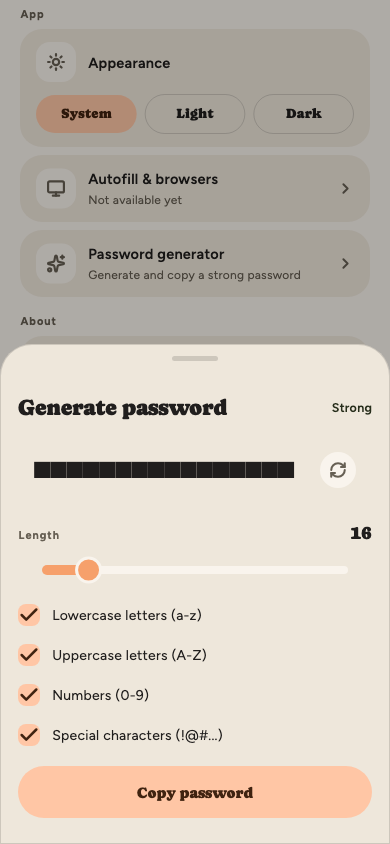 App
Appearance
System Light Dark
Autofill & browsers
Not available yet
Password generator
Generate and copy a strong password
About
Generate password
Strong
Length
16
Lowercase letters (a-z)
Uppercase letters (A-Z)
Numbers (0-9)
Special characters (!@#...)
Copy password